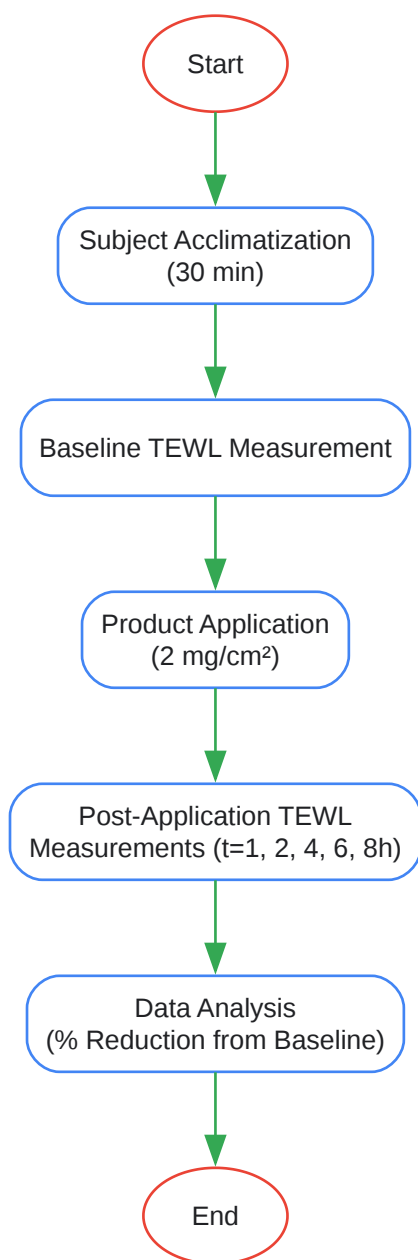 Start
Subject Acclimatization
(30 min)
Baseline TEWL Measurement
Product Application
(2 mg/cm²)
Post-Application TEWL
Measurements (t=1, 2, 4, 6, 8h)
Data Analysis
(% Reduction from Baseline)
End